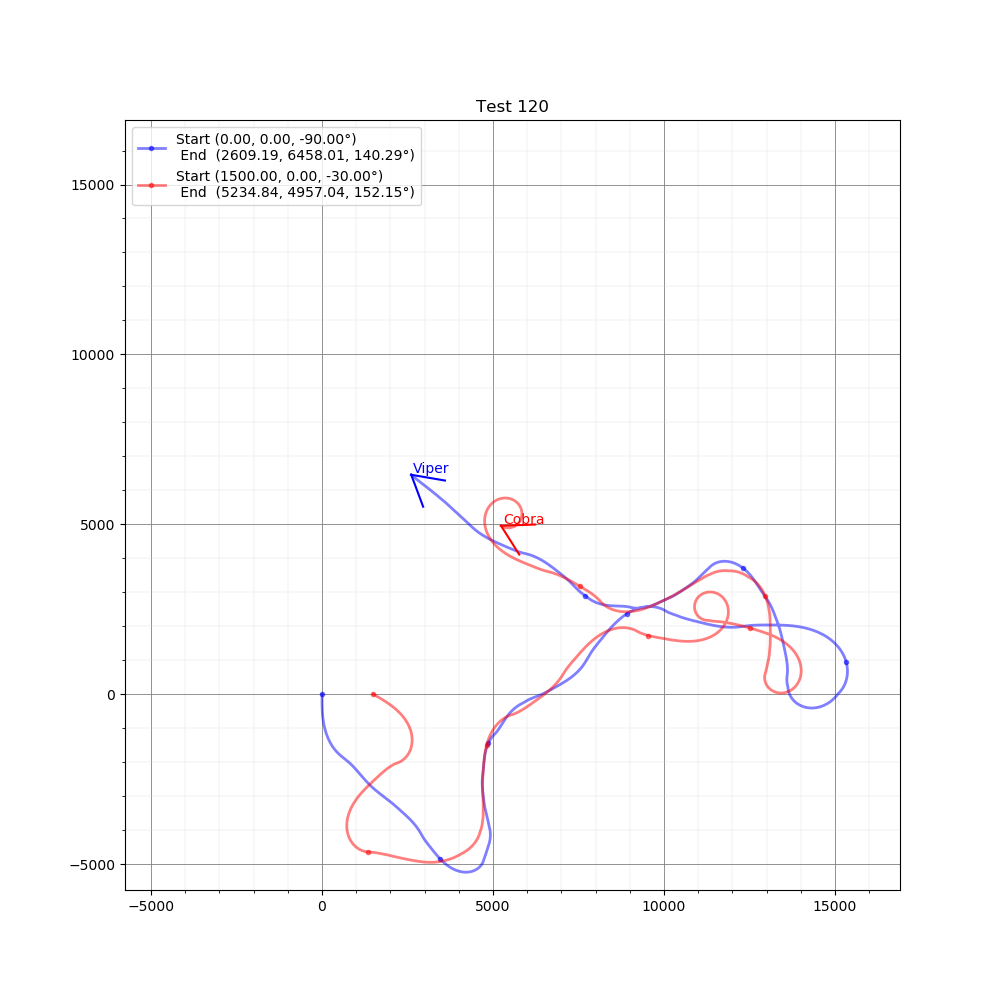 Test 120
Start (0.00, 0.00, -90.00°)
End  (2609.19, 6458.01, 140.29°)
Start (1500.00, 0.00, -30.00°)
End  (5234.84, 4957.04, 152.15°)
15000
10000
Viper
5000
Cobra
0
−5000
−5000
0
5000
10000
15000